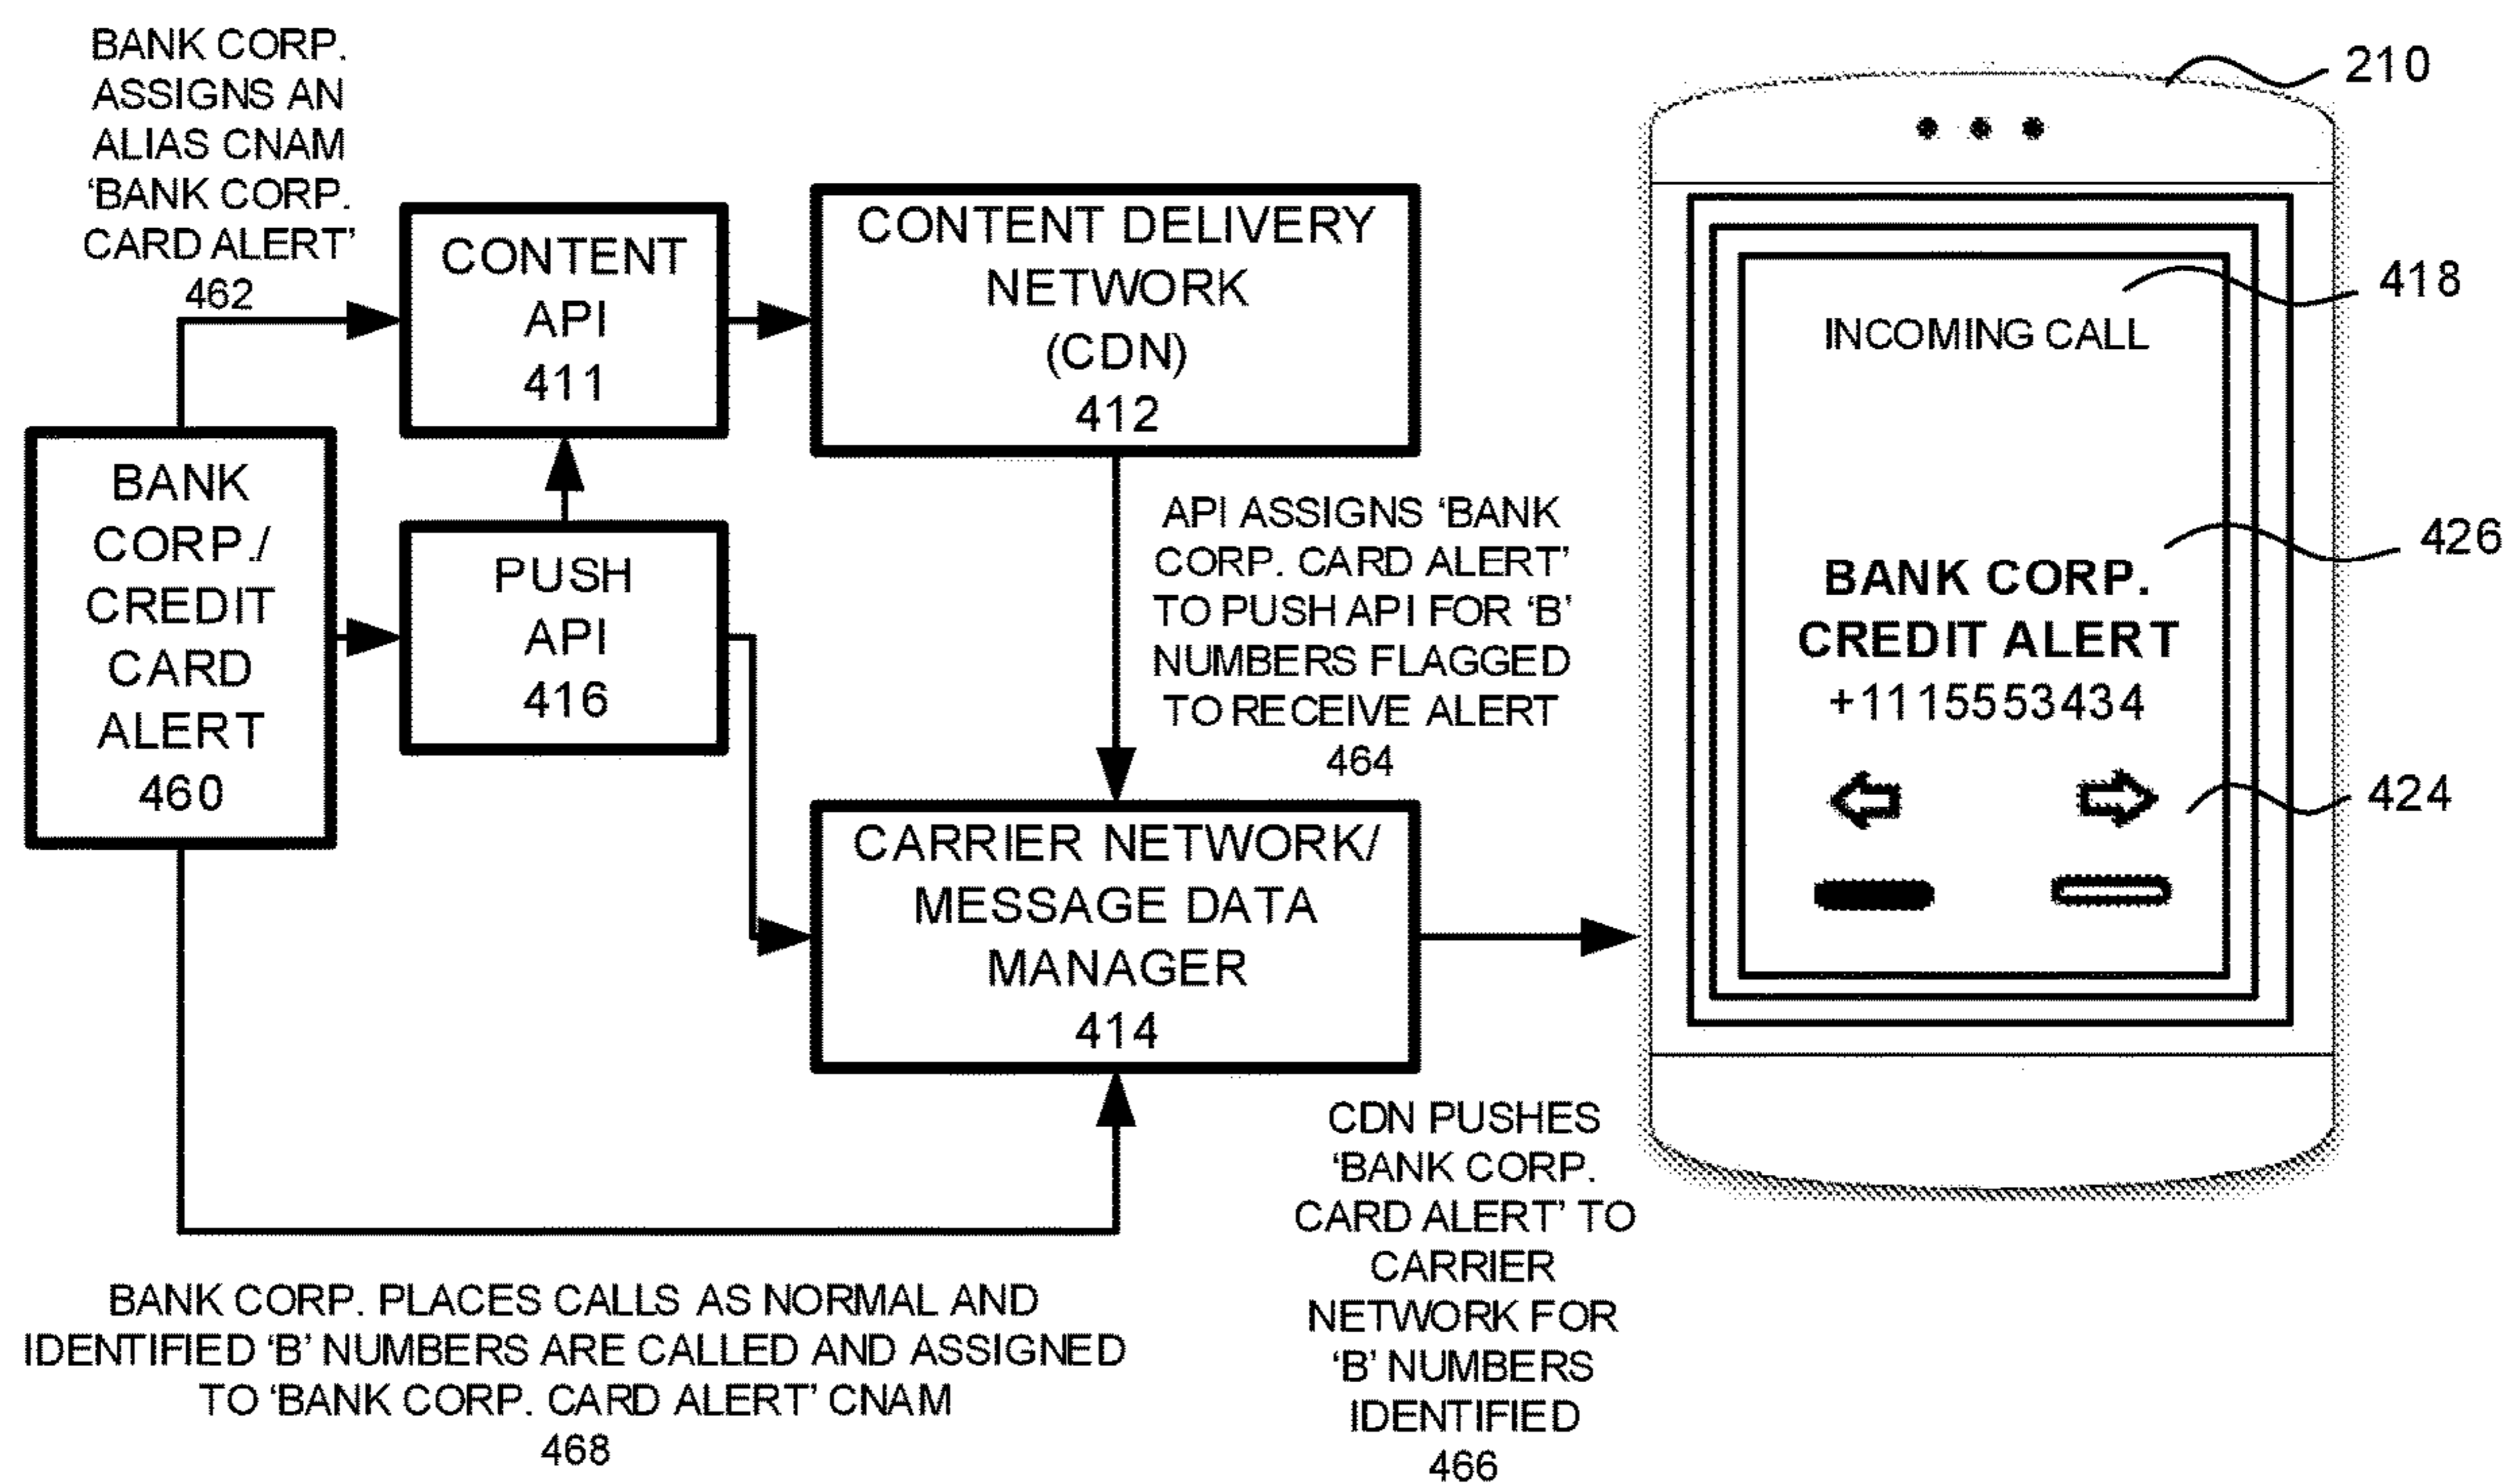 BANK CORP.
ASSIGNS AN
ALIAS CNAM
‘BANK CORP.
CARD ALERT’
462
CONTENT
API
411
CONTENT DELIVERY
NETWORK
(CDN)
412
BANK
CORP./
CREDIT
CARD
ALERT
460
PUSH
API
416
API ASSIGNS ‘BANK
CORP. CARD ALERT’
TO PUSH API FOR ‘B’
NUMBERS FLAGGED
TO RECEIVE ALERT
464
CARRIER NETWORK/
MESSAGE DATA
MANAGER
414
BANK CORP. PLACES CALLS AS NORMAL AND
IDENTIFIED ‘B’ NUMBERS ARE CALLED AND ASSIGNED
TO ‘BANK CORP. CARD ALERT’ CNAM
468
CDN PUSHES
‘BANK CORP.
CARD ALERT’ TO
CARRIER
NETWORK FOR
‘B’ NUMBERS
IDENTIFIED
466
210
418
INCOMING CALL
426
BANK CORP.
CREDIT ALERT
+1115553434
424